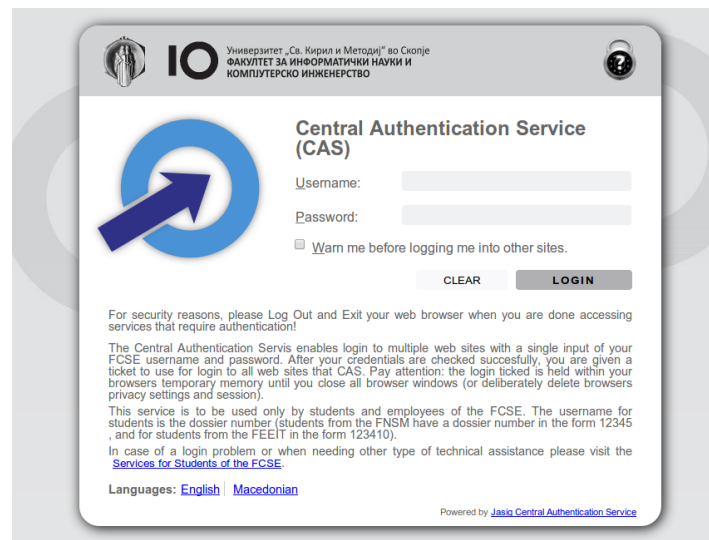 Универзитет „Св. Кирил и Методиј" во Скопје
IO
ФАКУЛТЕТ ЗА ИНФОРМАТИЧКИ НАУКИ И
КОМПЈУТЕРСКО ИНЖЕНЕРСТВО
?
Central Authentication Service
(CAS)
Username:
Password:
Warn me before logging me into other sites.
CLEAR LOGIN
For security reasons, please Log Out and Exit your web browser when you are done accessing
services that require authentication!
The Central Authentication Servis enables login to multiple web sites with a single input of your
FCSE username and password. After your credentials are checked succesfully, you are given a
ticket to use for login to all web sites that CAS. Pay attention: the login ticked is held within your
browsers temporary memory until you close all browser windows (or deliberately delete browsers
privacy settings and session).
This service is to be used only by students and employees of the FCSE. The username for
students is the dossier number (students from the FNSM have a dossier number in the form 12345
, and for students from the FEEIT in the form 123410).
In case of a login problem or when needing other type of technical assistance please visit the
Services for Students of the FCSE.
Languages: English Macedonian
Powered by Jasig Central Authentication Service